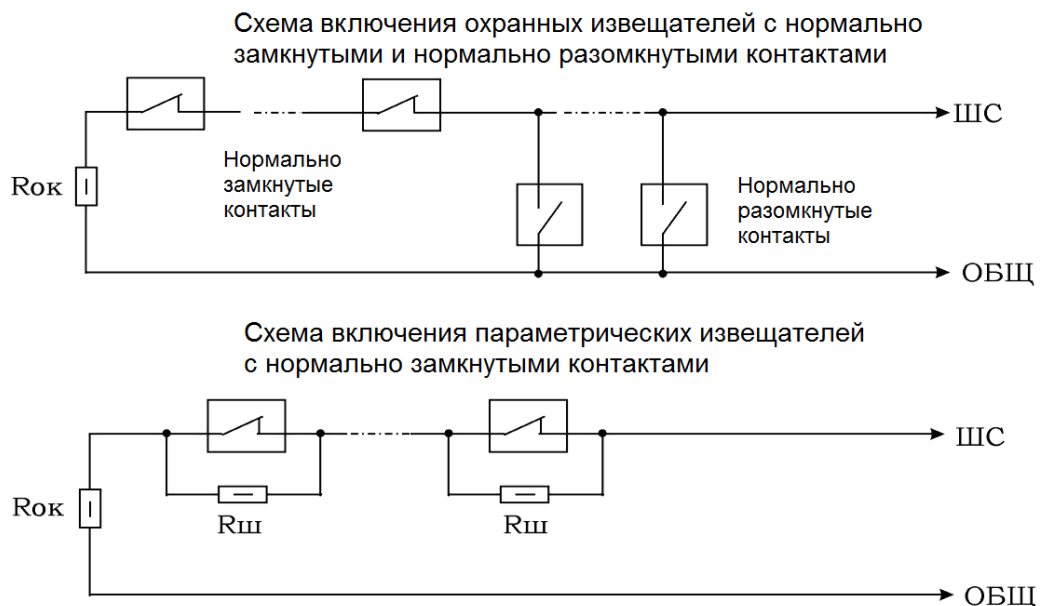 Схема включения охранных извещателей с нормально
замкнутыми и нормально разомкнутыми контактами
ШС
Rок
Нормально
замкнутые
контакты
Нормально
разомкнутые
контакты
ОБЩ
Схема включения параметрических извещателей
с нормально замкнутыми контактами
ШС
Rок
Rш
Rш
ОБЩ